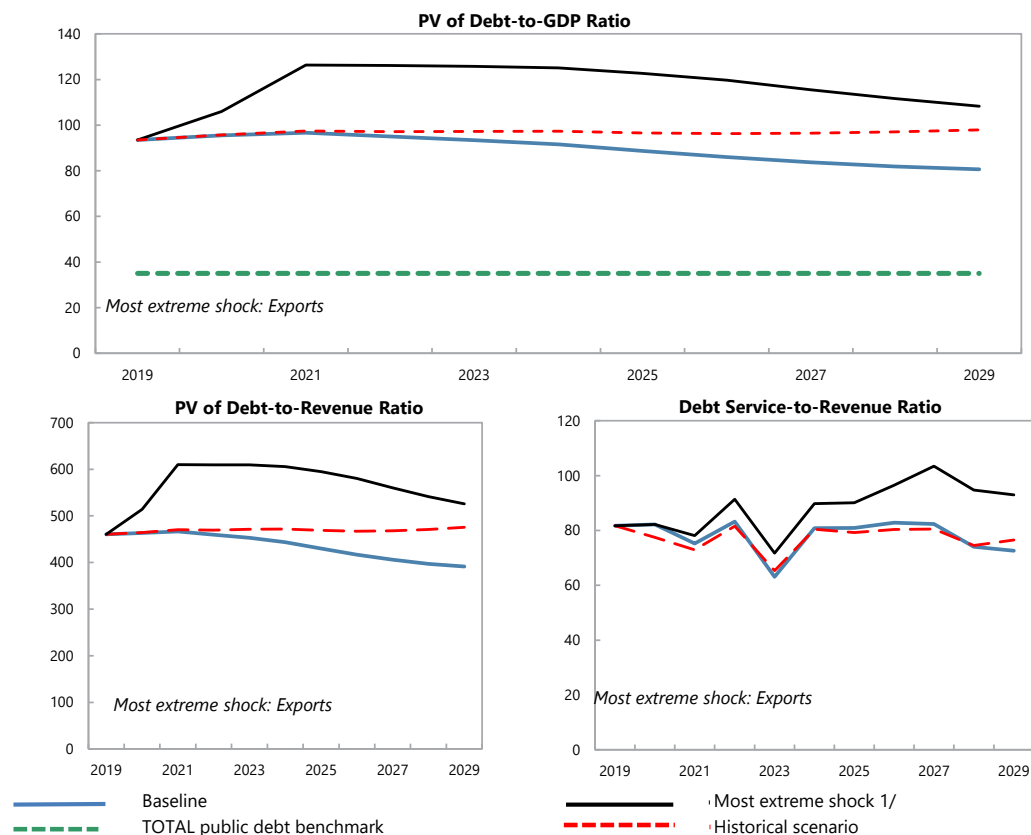 PV of Debt-to-GDP Ratio
140
120
100
80
60
40
20
0
Most extreme shock: Exports
2019 2021 2023 2025 2027 2029
PV of Debt-to-Revenue Ratio
700
600
500
400
300
200
100
0
Most extreme shock: Exports
2019 2021 2023 2025 2027 2029
Debt Service-to-Revenue Ratio
120
100
80
60
40
20
0
Most extreme shock: Exports
2019 2021 2023 2025 2027 2029
Baseline
Most extreme shock 1/
TOTAL public debt benchmark
Historical scenario